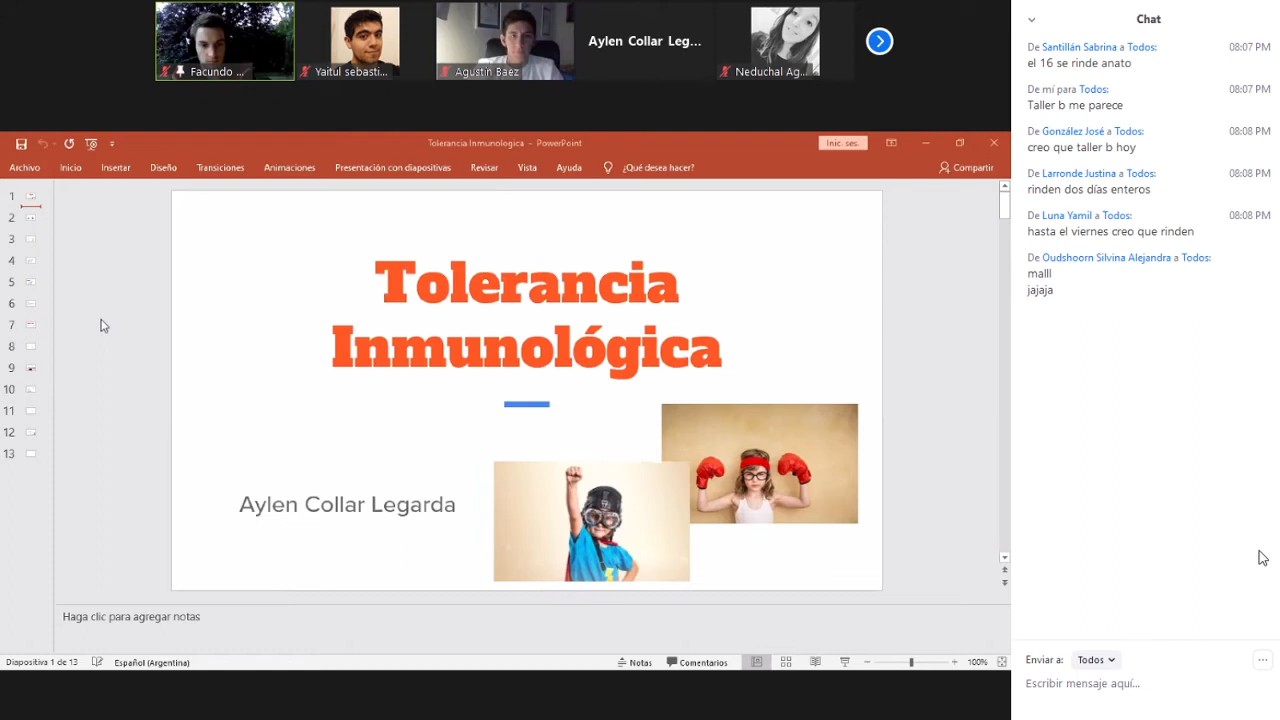 Facundo ...
Yaitul sebasti...
Agustín Baez
Aylen Collar Leg...
Neduchal Ag...
Tolerancia Inmunologica - PowerPoint
Inic. ses.
Archivo
Inicio
Insertar
Diseño
Transiciones
Animaciones
Presentación con diapositivas
Revisar
Vista
Ayuda
¿Qué desea hacer?
Compartir
1
2
3
4
5
6
7
8
9
10
11
12
13
Tolerancia
Inmunológica
Aylen Collar Legarda
Haga clic para agregar notas
Diapositiva 1 de 13
Español (Argentina)
Notas
Comentarios
100%
Chat
De Santillán Sabrina a Todos: 08:07 PM
el 16 se rinde anato
De mí para Todos: 08:07 PM
Taller b me parece
De González José a Todos: 08:08 PM
creo que taller b hoy
De Larronde Justina a Todos: 08:08 PM
rinden dos días enteros
De Luna Yamil a Todos: 08:08 PM
hasta el viernes creo que rinden
De Oudshoorn Silvina Alejandra a Todos:
malll
jajaja
Enviar a: Todos
Escribir mensaje aquí...